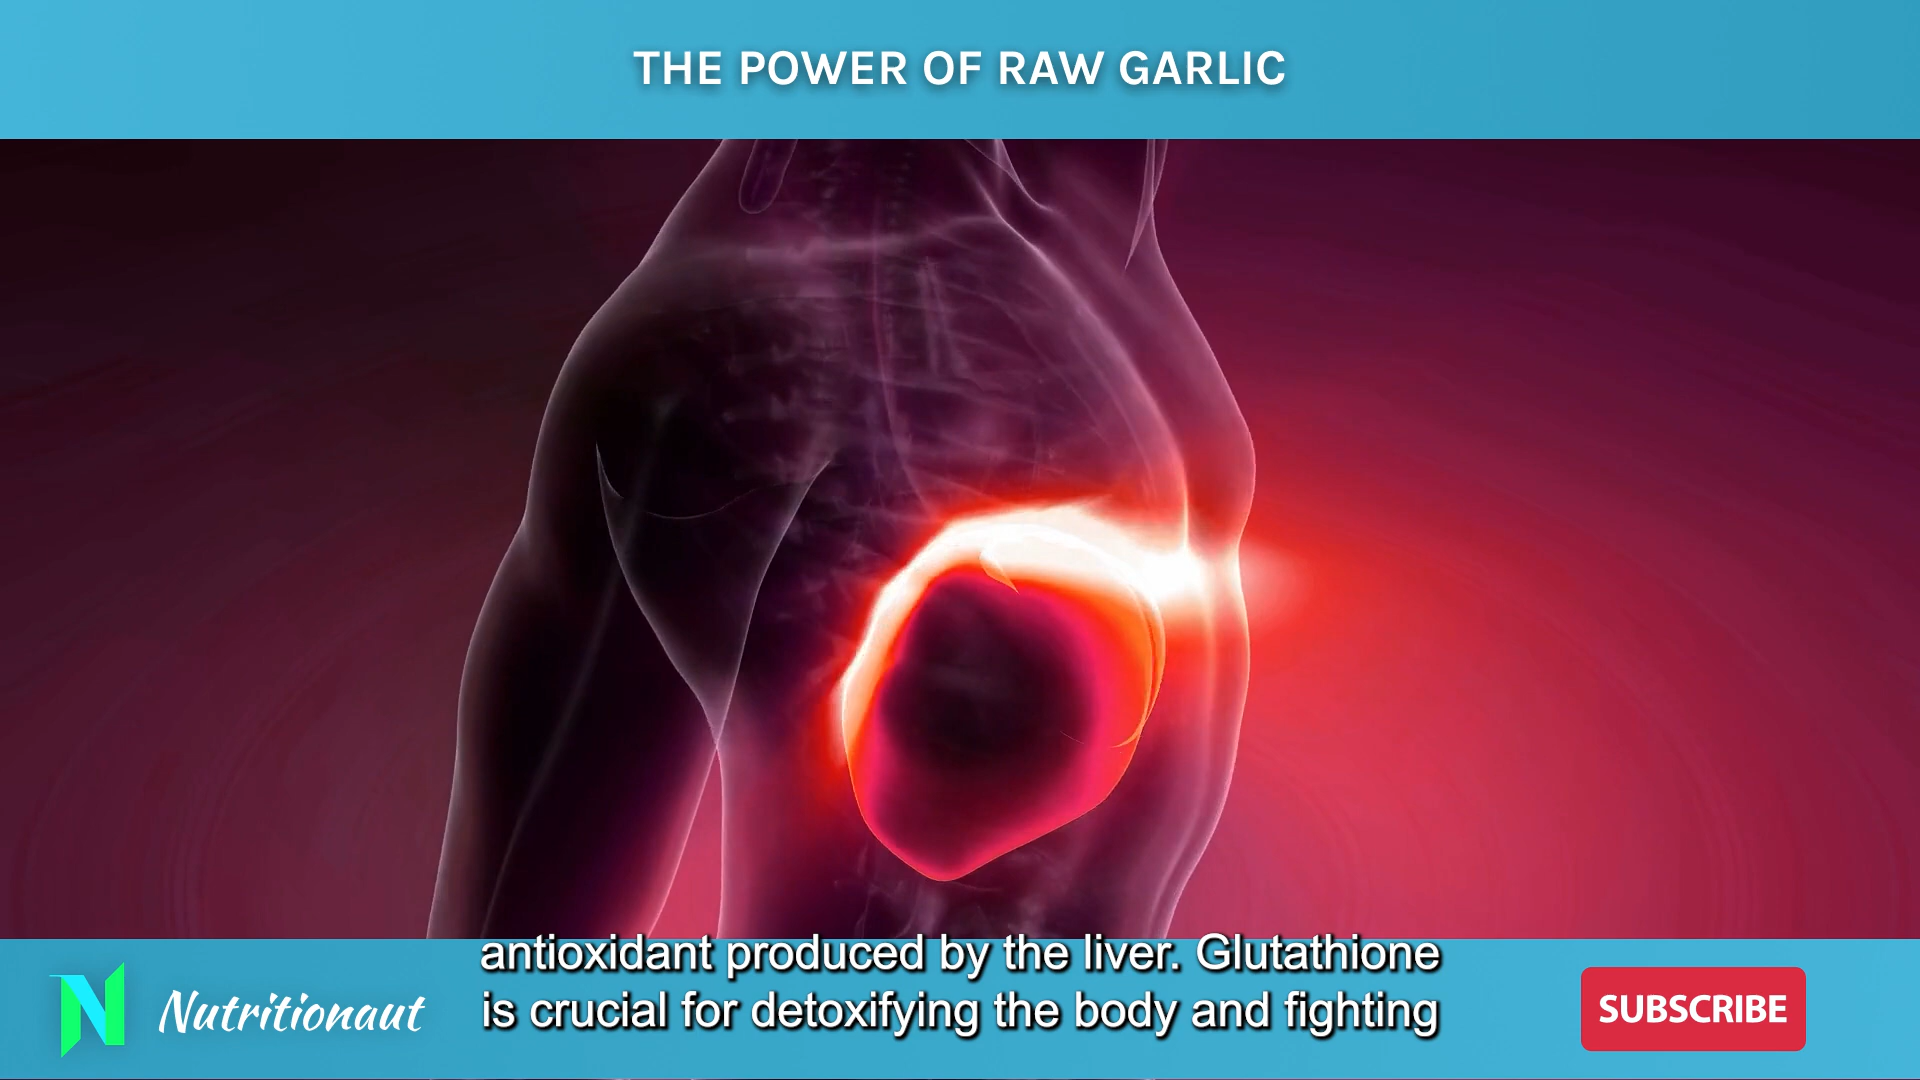 THE POWER OF RAW GARLIC
antioxidant produced by the liver. Glutathione
is crucial for detoxifying the body and fighting
Nutritionaut
SUBSCRIBE